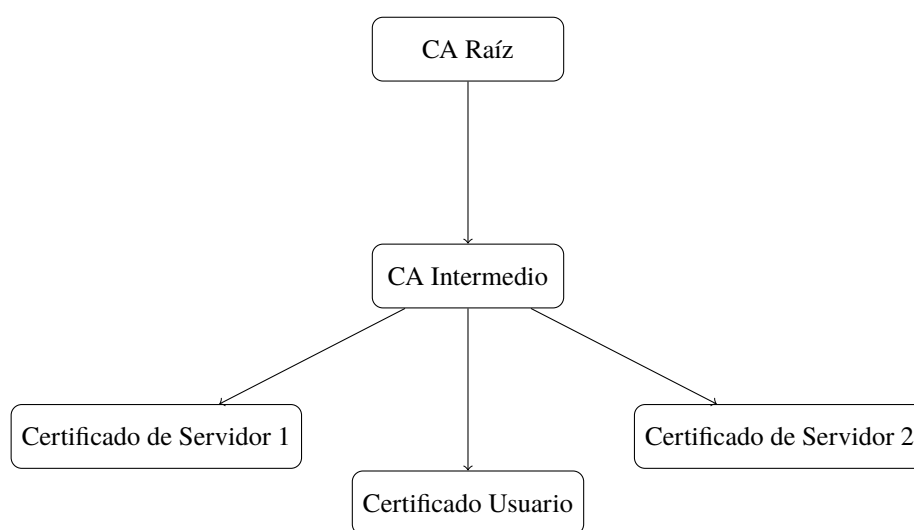 CA Raíz
CA Intermedio
Certificado de Servidor 1
Certificado de Servidor 2
Certificado Usuario